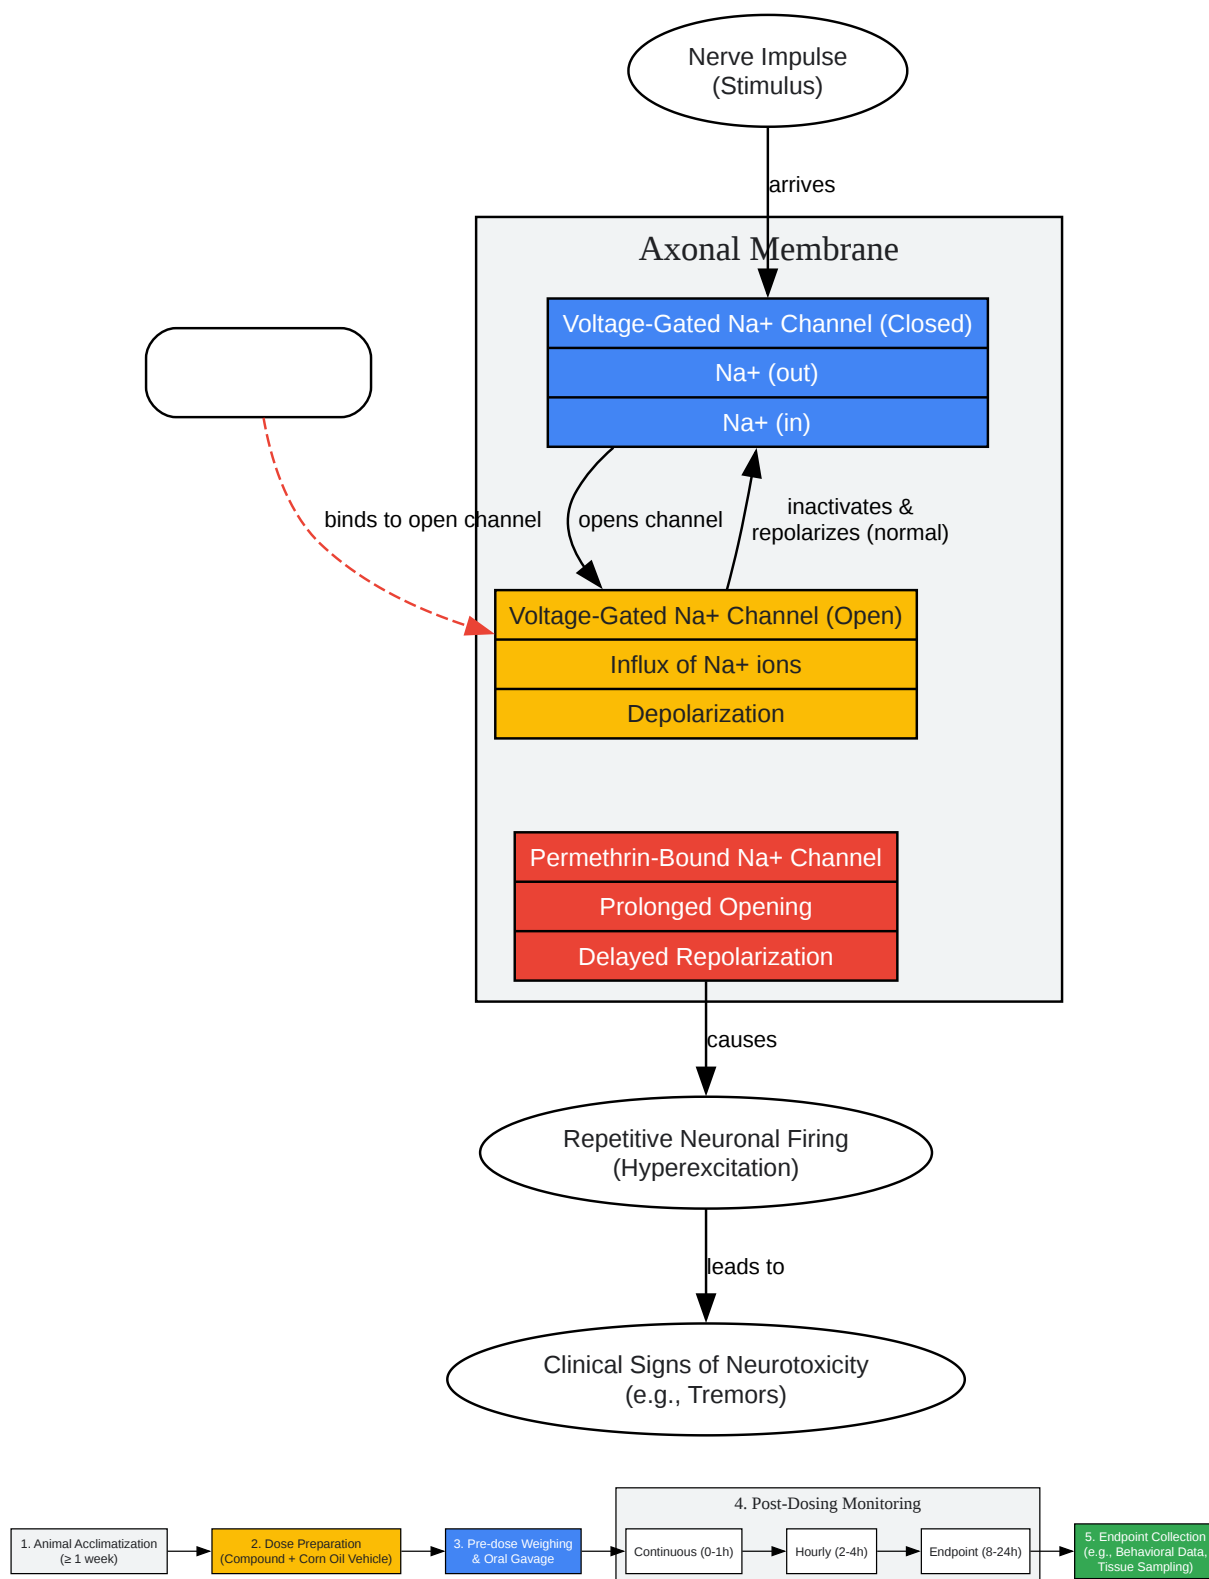 Nerve Impulse
(Stimulus)
arrives
Axonal Membrane
Voltage-Gated Na+ Channel (Closed)
Na+ (out)
Na+ (in)
binds to open channel
opens channel
inactivates &
repolarizes (normal)
Voltage-Gated Na+ Channel (Open)
Influx of Na+ ions
Depolarization
Permethrin-Bound Na+ Channel
Prolonged Opening
Delayed Repolarization
causes
Repetitive Neuronal Firing
(Hyperexcitation)
leads to
Clinical Signs of Neurotoxicity
(e.g., Tremors)
1. Animal Acclimatization
(≥ 1 week)
2. Dose Preparation
(Compound + Corn Oil Vehicle)
3. Pre-dose Weighing
& Oral Gavage
4. Post-Dosing Monitoring
Continuous (0-1h)
Hourly (2-4h)
Endpoint (8-24h)
5. Endpoint Collection
(e.g., Behavioral Data,
Tissue Sampling)